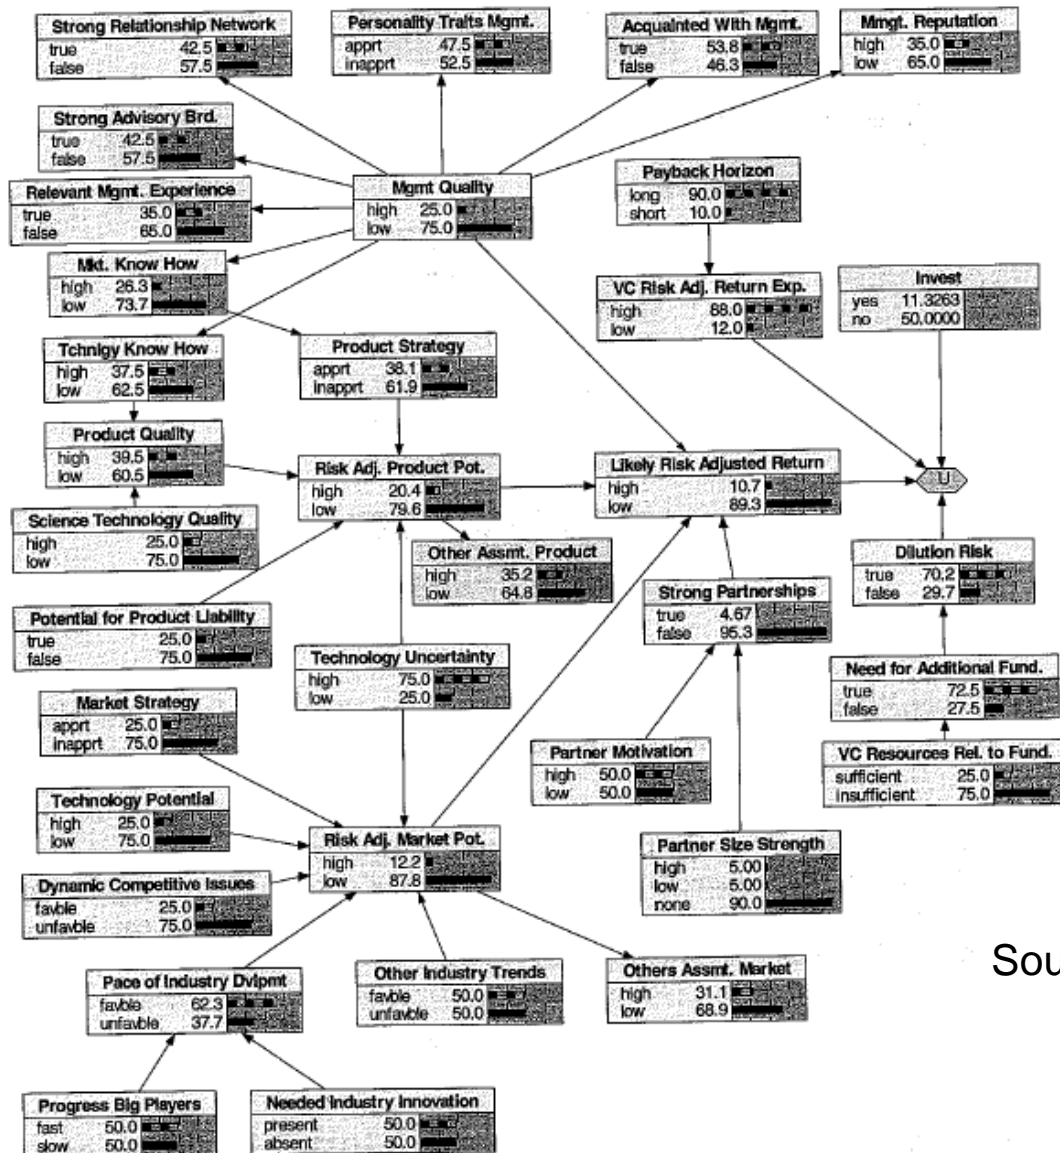 Strong Relationship Network
true 42.5
false 57.5
Personality Traits Mgmt.
apprt 47.5
inapprt 52.5
Acquainted With Mgmt.
true 53.8
false 46.3
Mmgt. Reputation
high 35.0
low 65.0
Strong Advisory Brd.
true 42.5
false 57.5
Relevant Mgmt. Experience
true 35.0
false 65.0
Mgmt Quality
high 25.0
low 75.0
Payback Horizon
long 90.0
short 10.0
Mkt. Know How
high 26.3
low 73.7
VC Risk Adj. Return Exp.
high 88.0
low 12.0
Invest
yes 11.3263
no 50.0000
Tchnlgy Know How
high 37.5
low 62.5
Product Strategy
apprt 38.1
inapprt 61.9
Product Quality
high 39.5
low 60.5
Risk Adj. Product Pot.
high 20.4
low 79.6
Likely Risk Adjusted Return
high 10.7
low 89.3
U
Science Technology Quality
high 25.0
low 75.0
Other Assmt. Product
high 35.2
low 64.8
Dilution Risk
true 70.2
false 29.7
Strong Partnerships
true 4.67
false 95.3
Potential for Product Liability
true 25.0
false 75.0
Technology Uncertainty
high 75.0
low 25.0
Need for Additional Fund.
true 72.5
false 27.5
Market Strategy
apprt 25.0
inapprt 75.0
Partner Motivation
high 50.0
low 50.0
VC Resources Rel. to Fund.
sufficient 25.0
insufficient 75.0
Technology Potential
high 25.0
low 75.0
Risk Adj. Market Pot.
high 12.2
low 87.8
Partner Size Strength
high 5.00
low 5.00
none 90.0
Dynamic Competitive Issues
favble 25.0
unfavble 75.0
Pace of Industry Dvlpmt
favble 62.3
unfavble 37.7
Other Industry Trends
favble 50.0
unfavble 50.0
Others Assmt. Market
high 31.1
low 68.9
Sou
Progress Big Players
fast 50.0
slow 50.0
Needed Industry Innovation
present 50.0
absent 50.0